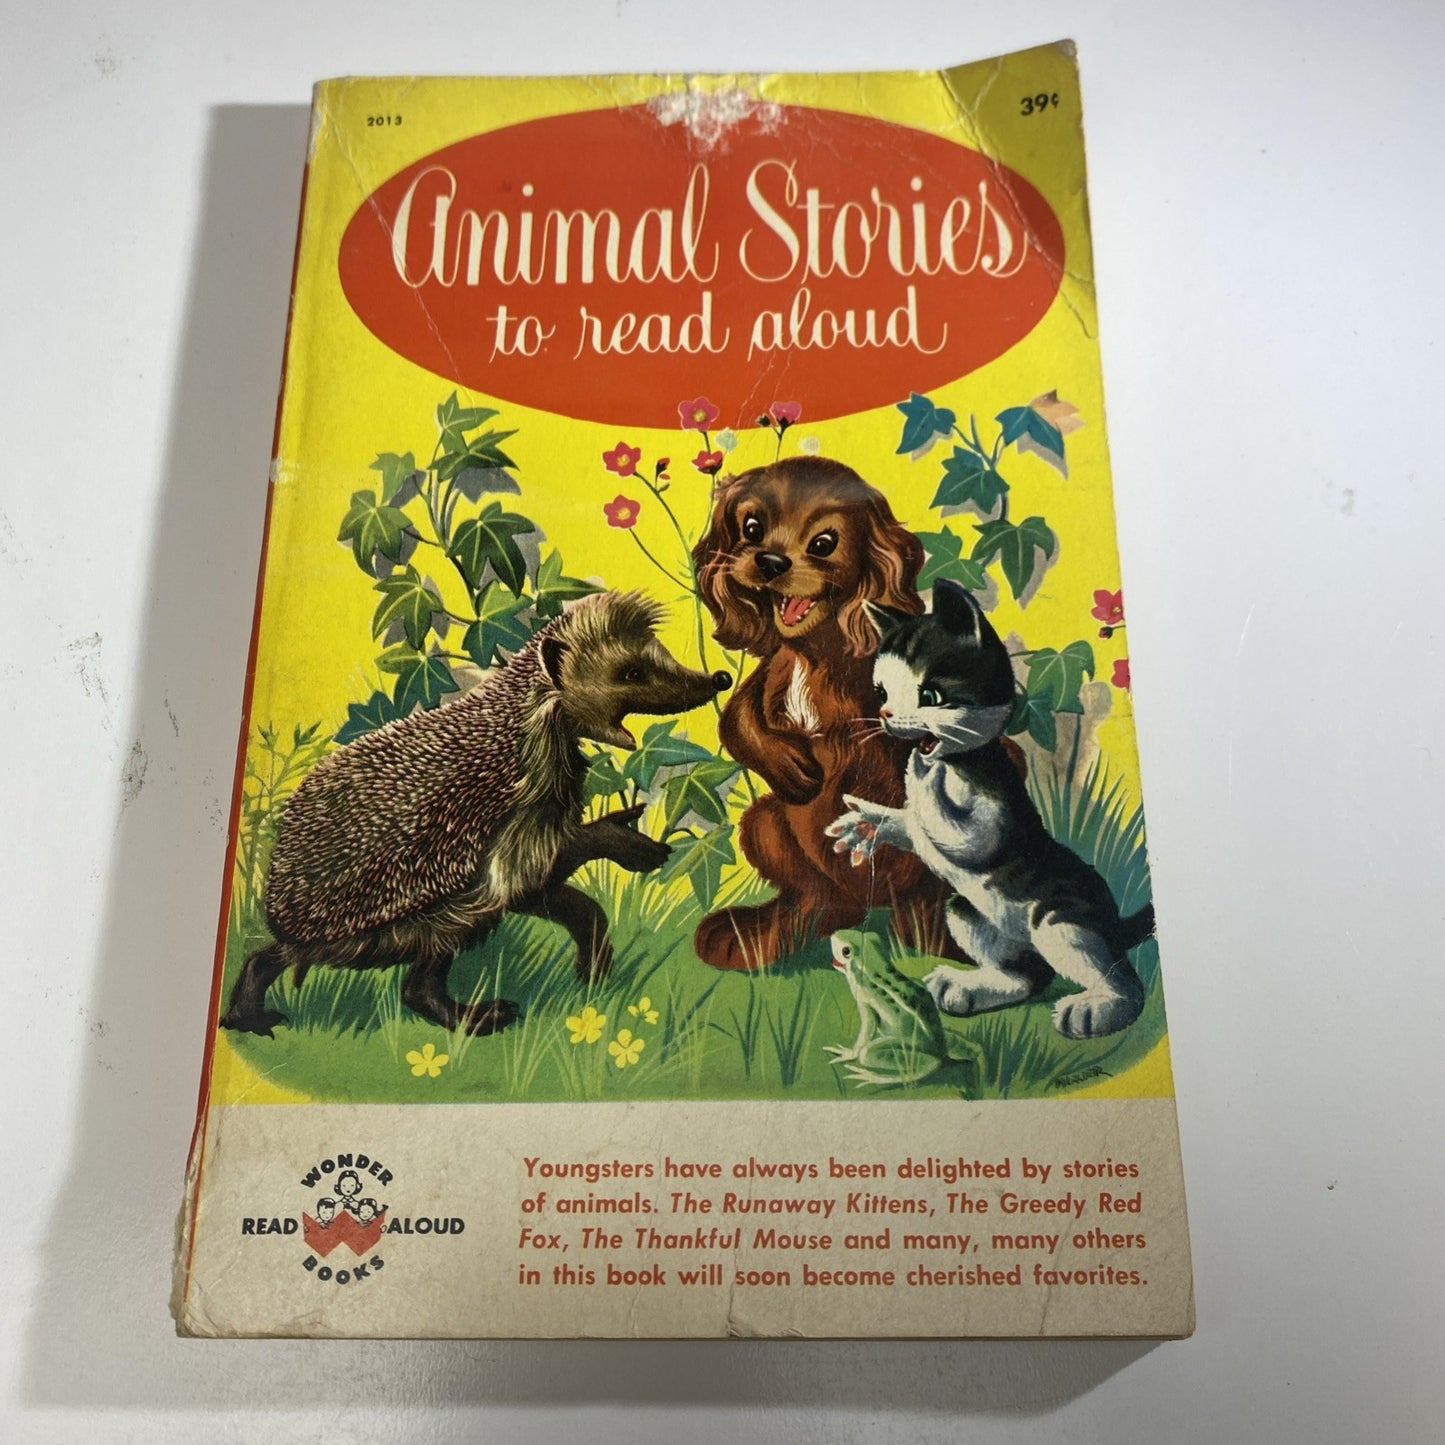 2013
39¢
Animal Stories
to read aloud
WONDER
READ ALOUD
BOOKS
Youngsters have always been delighted by stories
of animals. The Runaway Kittens, The Greedy Red
Fox, The Thankful Mouse and many, many others
in this book will soon become cherished favorites.